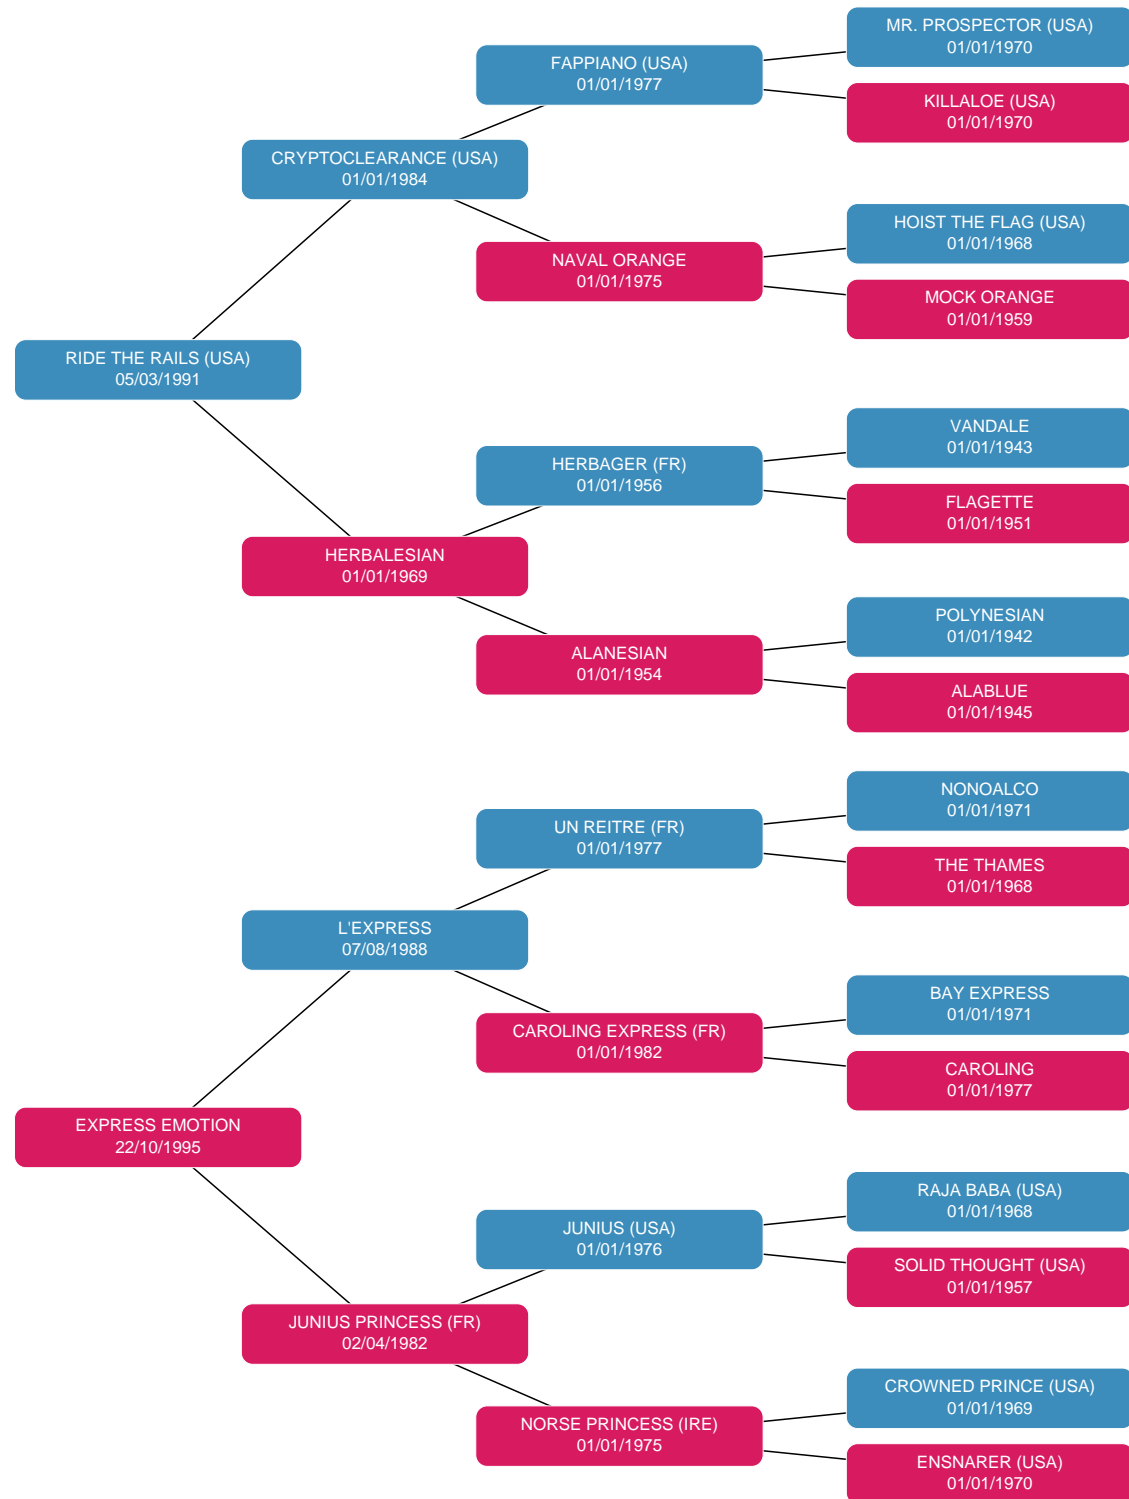 MR. PROSPECTOR (USA)
01/01/1970
FAPPIANO (USA)
01/01/1977
KILLALOE (USA)
01/01/1970
CRYPTOCLEARANCE (USA)
01/01/1984
HOIST THE FLAG (USA)
01/01/1968
NAVAL ORANGE
01/01/1975
MOCK ORANGE
01/01/1959
RIDE THE RAILS (USA)
05/03/1991
VANDALE
01/01/1943
HERBAGER (FR)
01/01/1956
FLAGETTE
01/01/1951
HERBALESIAN
01/01/1969
POLYNESIAN
01/01/1942
ALANESIAN
01/01/1954
ALABLUE
01/01/1945
NONOALCO
01/01/1971
UN REITRE (FR)
01/01/1977
THE THAMES
01/01/1968
L'EXPRESS
07/08/1988
BAY EXPRESS
01/01/1971
CAROLING EXPRESS (FR)
01/01/1982
CAROLING
01/01/1977
EXPRESS EMOTION
22/10/1995
RAJA BABA (USA)
01/01/1968
JUNIUS (USA)
01/01/1976
SOLID THOUGHT (USA)
01/01/1957
JUNIUS PRINCESS (FR)
02/04/1982
CROWNED PRINCE (USA)
01/01/1969
NORSE PRINCESS (IRE)
01/01/1975
ENSNARER (USA)
01/01/1970